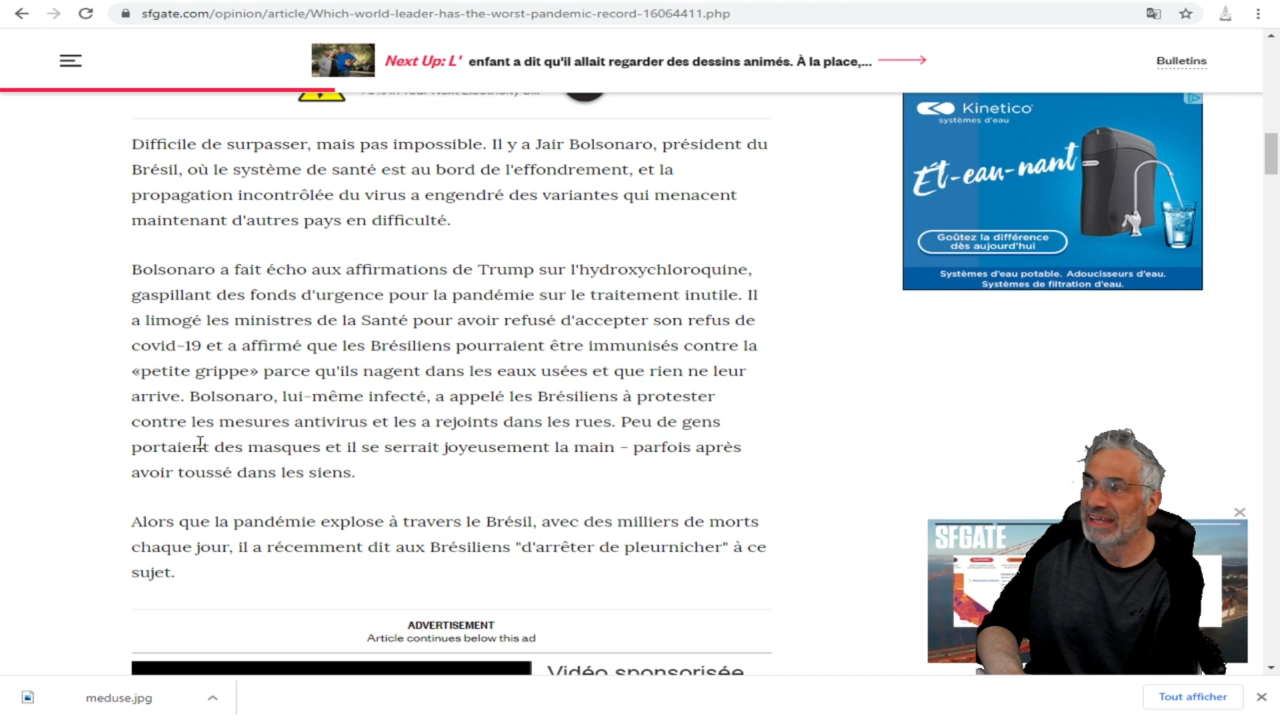 sfgate.com/opinion/article/Which-world-leader-has-the-worst-pandemic-record-16064411.php
Next Up: L' enfant a dit qu'il allait regarder des dessins animés. À la place,...
Bulletins
Difficile de surpasser, mais pas impossible. Il y a Jair Bolsonaro, président du
Brésil, où le système de santé est au bord de l'effondrement, et la
propagation incontrôlée du virus a engendré des variantes qui menacent
maintenant d'autres pays en difficulté.
Bolsonaro a fait écho aux affirmations de Trump sur l'hydroxychloroquine,
gaspillant des fonds d'urgence pour la pandémie sur le traitement inutile. Il
a limogé les ministres de la Santé pour avoir refusé d'accepter son refus de
covid-19 et a affirmé que les Brésiliens pourraient être immunisés contre la
«petite grippe» parce qu'ils nagent dans les eaux usées et que rien ne leur
arrive. Bolsonaro, lui-même infecté, a appelé les Brésiliens à protester
contre les mesures antivirus et les a rejoints dans les rues. Peu de gens
portaient des masques et il se serrait joyeusement la main - parfois après
avoir toussé dans les siens.
Alors que la pandémie explose à travers le Brésil, avec des milliers de morts
chaque jour, il a récemment dit aux Brésiliens "d'arrêter de pleurnicher" à ce
sujet.
ADVERTISEMENT
Article continues below this ad
Vidéo sponsorisée
Kinetico
systèmes d'eau
Ét-eau-nant
Goûtez la différence
dès aujourd'hui
Systèmes d'eau potable. Adoucisseurs d'eau.
Systèmes de filtration d'eau.
SFGATE
meduse.jpg
Tout afficher